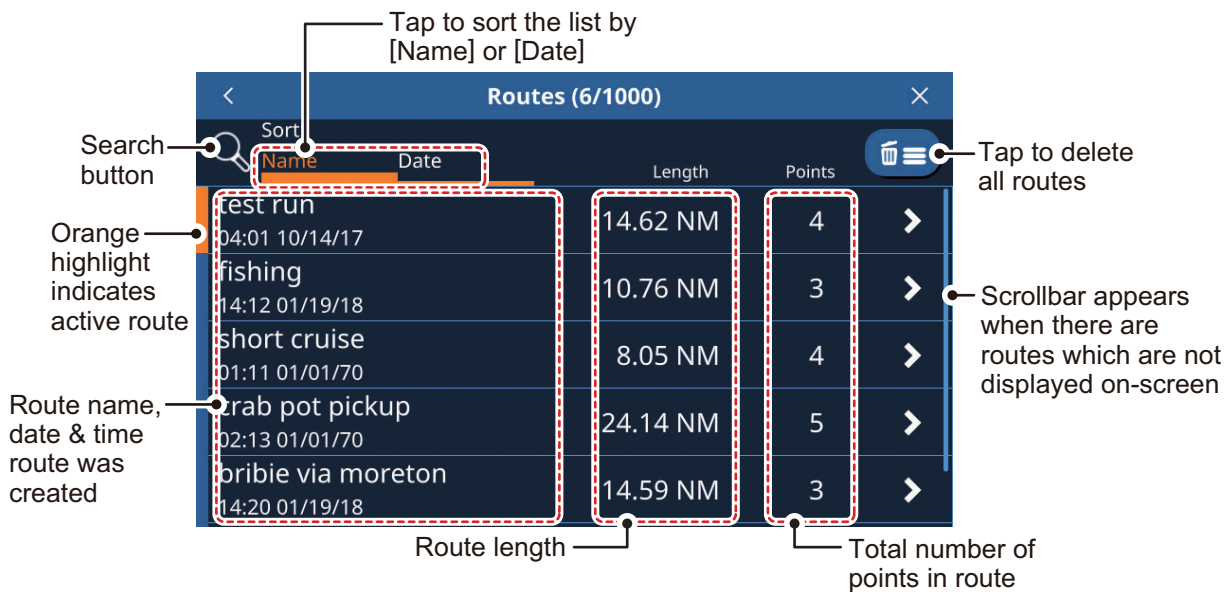 Tap to sort the list by
[Name] or [Date]
Routes (6/1000)
Search
button
Sort
Name Date
Length Points
Tap to delete
all routes
Orange
highlight
indicates
active route
test run
04:01 10/14/17
14.62 NM 4
fishing
14:12 01/19/18
10.76 NM 3
Scrollbar appears
when there are
routes which are not
displayed on-screen
short cruise
01:11 01/01/70
8.05 NM 4
Route name,
date & time
route was
created
crab pot pickup
02:13 01/01/70
24.14 NM 5
bribie via moreton
14:20 01/19/18
14.59 NM 3
Route length
Total number of
points in route